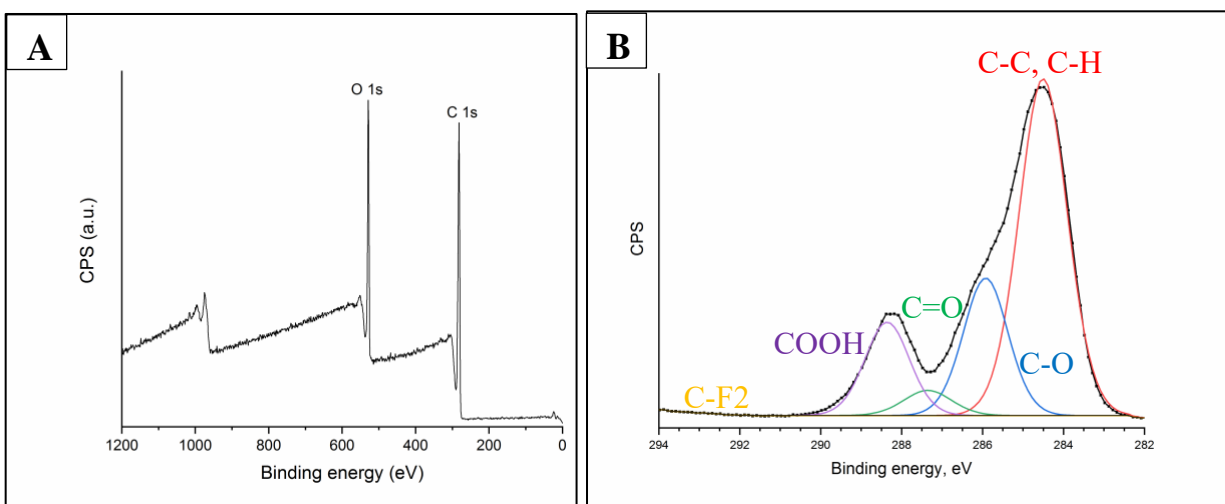 A
O 1s
C 1s
CPS (a.u.)
1200 1000 800 600 400 200 0
Binding energy (eV)
B
C-C, C-H
C=O
COOH
C-O
C-F2
CPS
294 292 290 288 286 284 282
Binding energy, eV